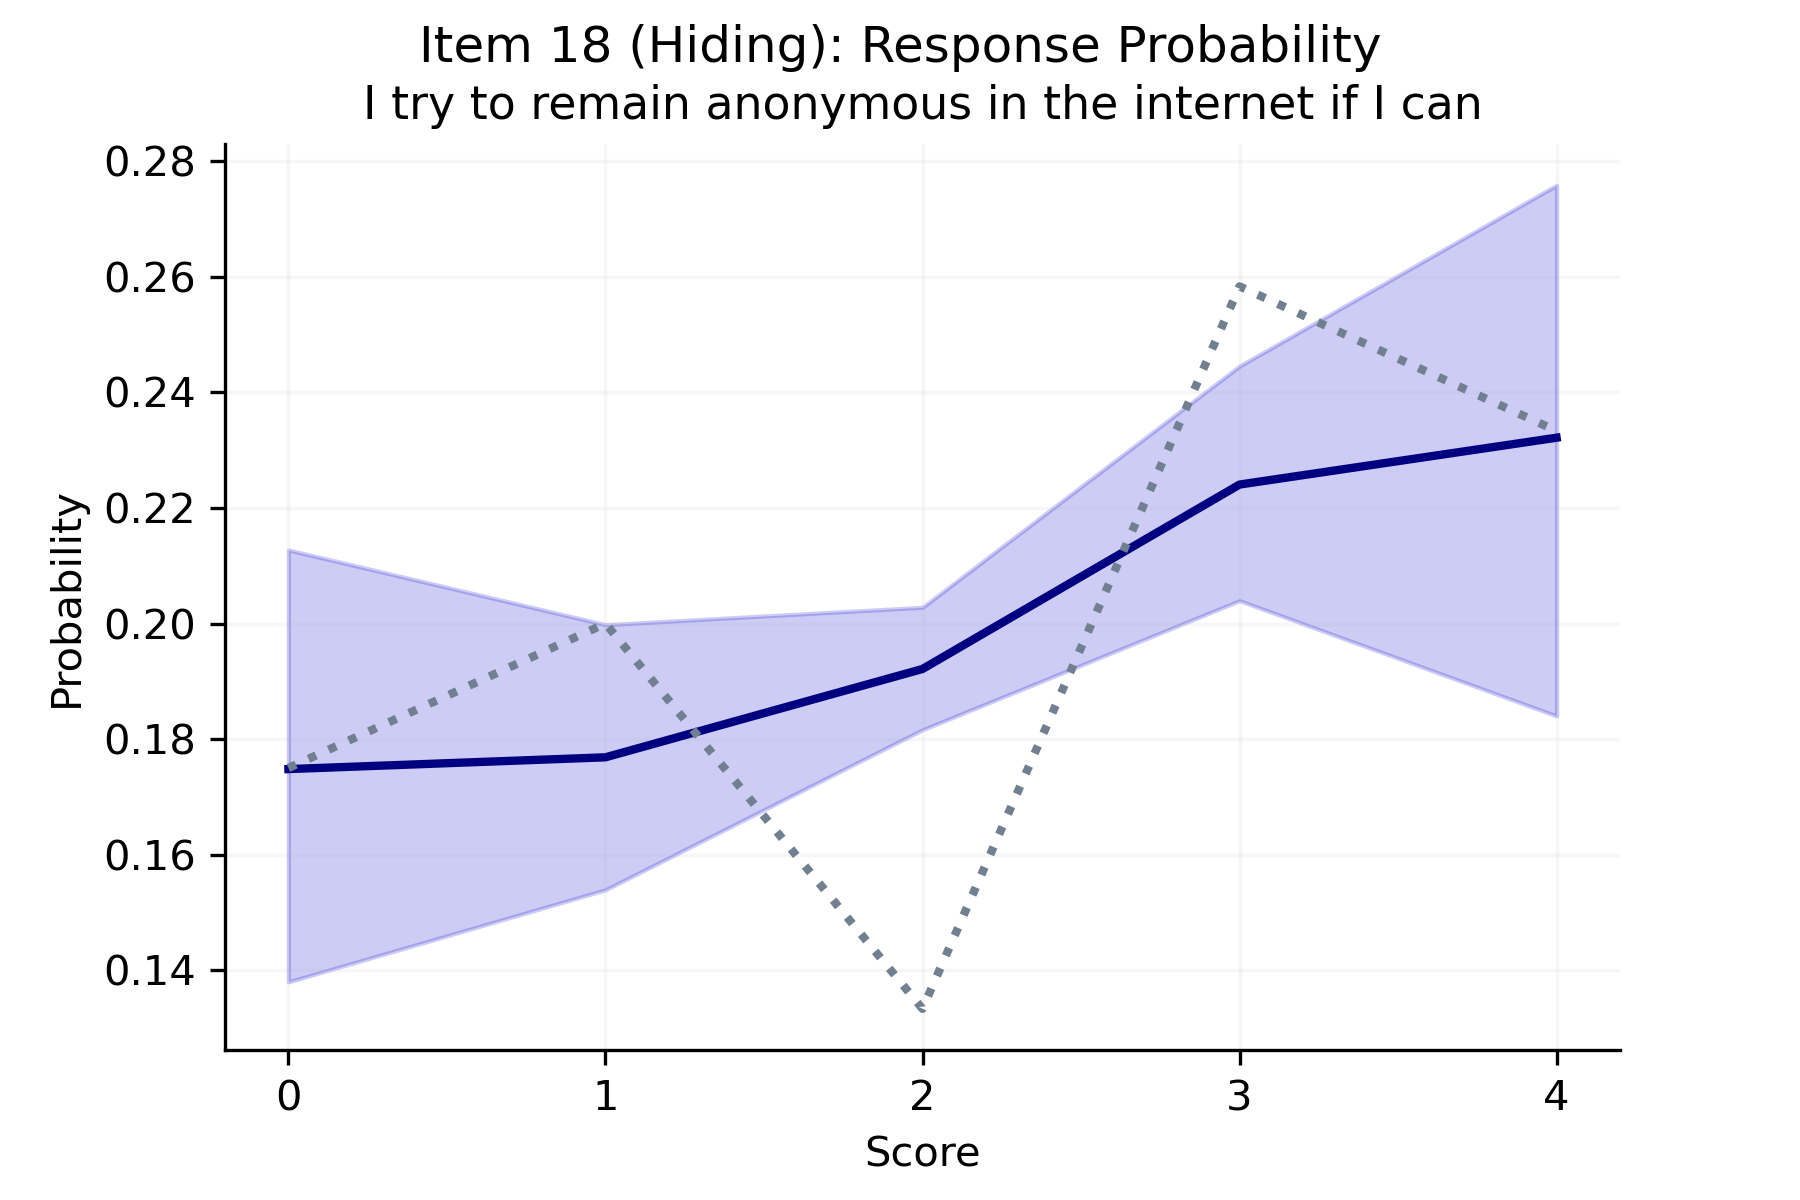 Item 18 (Hiding): Response Probability
I try to remain anonymous in the internet if I can
0.28
0.26
0.24
0.22
0.20
0.18
0.16
0.14
Probability
0 1 2 3 4
Score